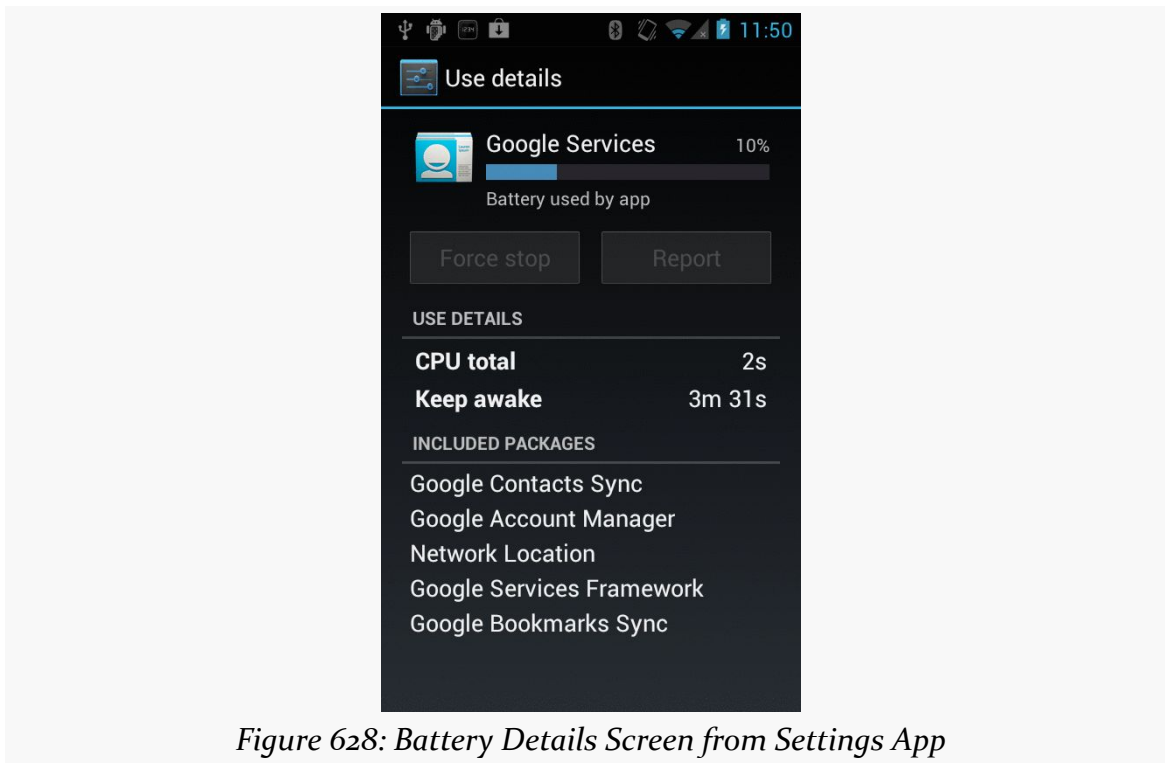 11:50
Use details
Google Services 10%
Battery used by app
Force stop Report
USE DETAILS
CPU total 2s
Keep awake 3m 31s
INCLUDED PACKAGES
Google Contacts Sync
Google Account Manager
Network Location
Google Services Framework
Google Bookmarks Sync
Figure 628: Battery Details Screen from Settings App